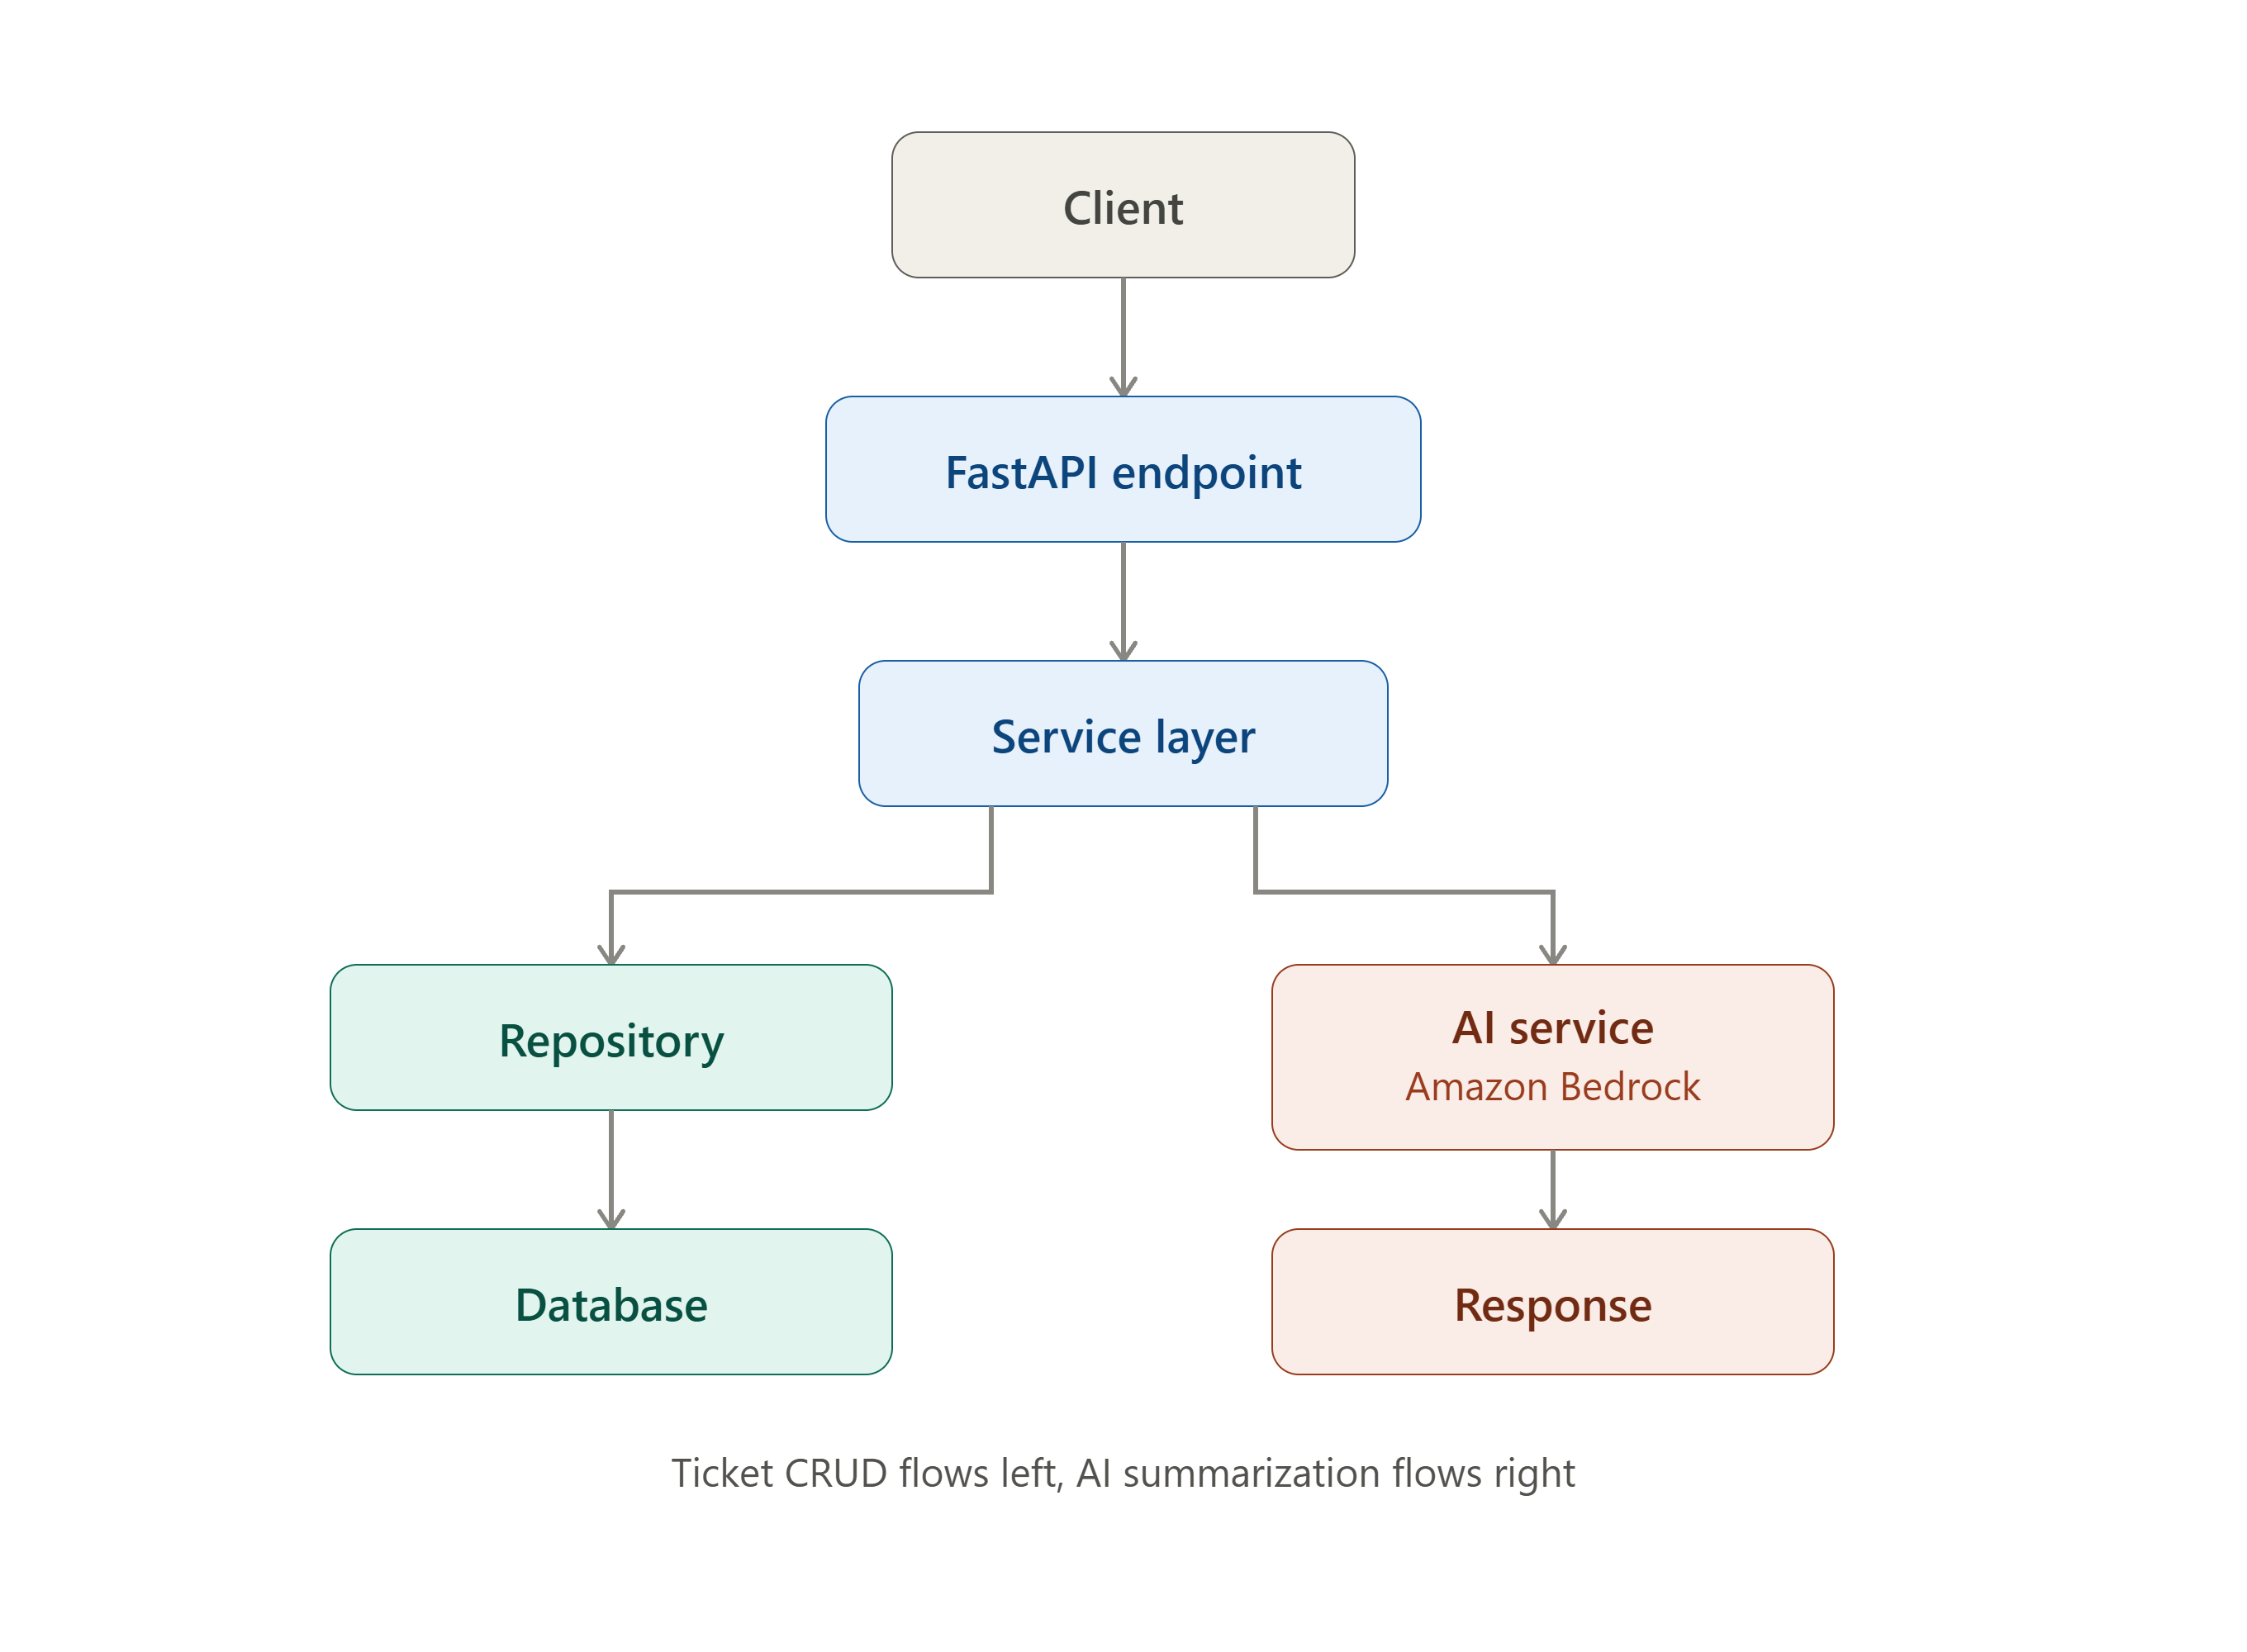 Client
FastAPI endpoint
Service layer
Repository
AI service
Amazon Bedrock
Database
Response
Ticket CRUD flows left, AI summarization flows right